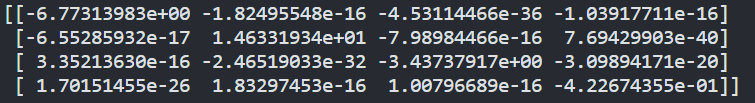 [[-6.77313983e+00 -1.82495548e-16 -4.53114466e-36 -1.03917711e-16]
[-6.55285932e-17 1.46331934e+01 -7.98984466e-16 7.69429903e-40]
[ 3.35213630e-16 -2.46519033e-32 -3.43737917e+00 -3.09894171e-20]
[ 1.70151455e-26 1.83297453e-16 1.00796689e-16 -4.22674355e-01]]